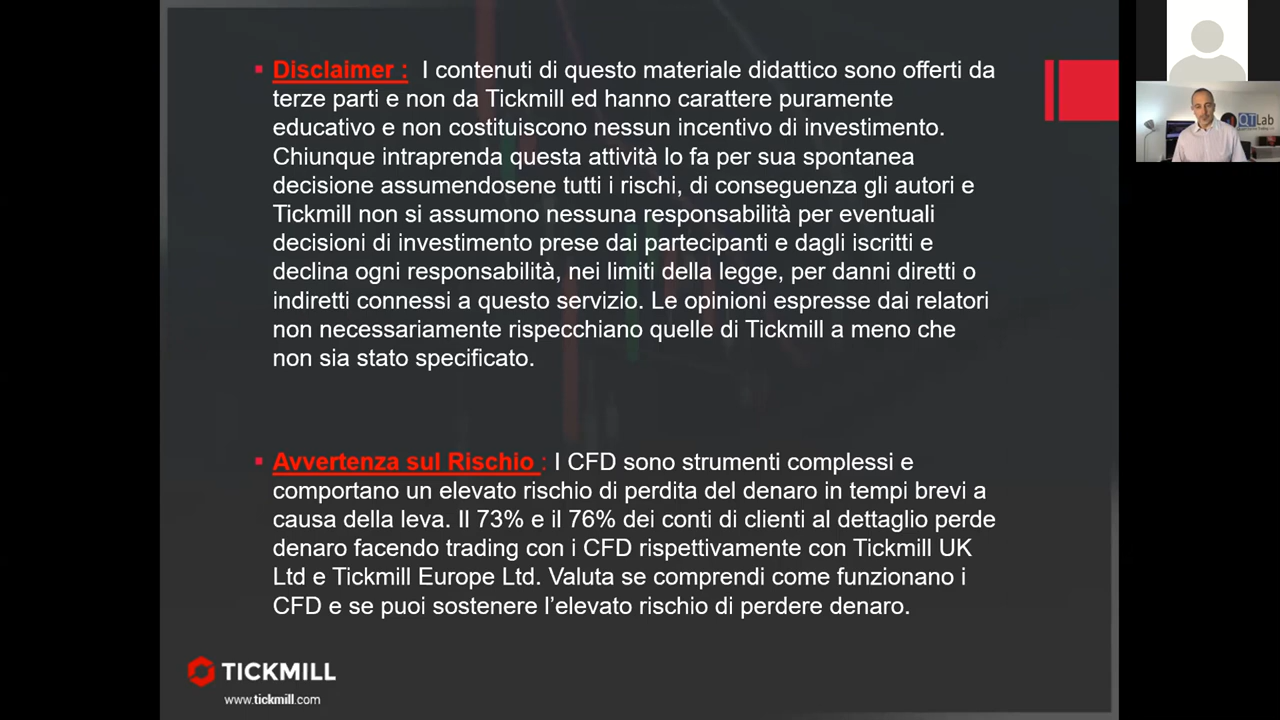 Disclaimer : I contenuti di questo materiale didattico sono offerti da
terze parti e non da Tickmill ed hanno carattere puramente
educativo e non costituiscono nessun incentivo di investimento.
Chiunque intraprenda questa attività lo fa per sua spontanea
decisione assumendosene tutti i rischi, di conseguenza gli autori e
Tickmill non si assumono nessuna responsabilità per eventuali
decisioni di investimento prese dai partecipanti e dagli iscritti e
declina ogni responsabilità, nei limiti della legge, per danni diretti o
indiretti connessi a questo servizio. Le opinioni espresse dai relatori
non necessariamente rispecchiano quelle di Tickmill a meno che
non sia stato specificato.
Avvertenza sul Rischio : I CFD sono strumenti complessi e
comportano un elevato rischio di perdita del denaro in tempi brevi a
causa della leva. Il 73% e il 76% dei conti di clienti al dettaglio perde
denaro facendo trading con i CFD rispettivamente con Tickmill UK
Ltd e Tickmill Europe Ltd. Valuta se comprendi come funzionano i
CFD e se puoi sostenere l’elevato rischio di perdere denaro.
TICKMILL
www.tickmill.com
QTLab